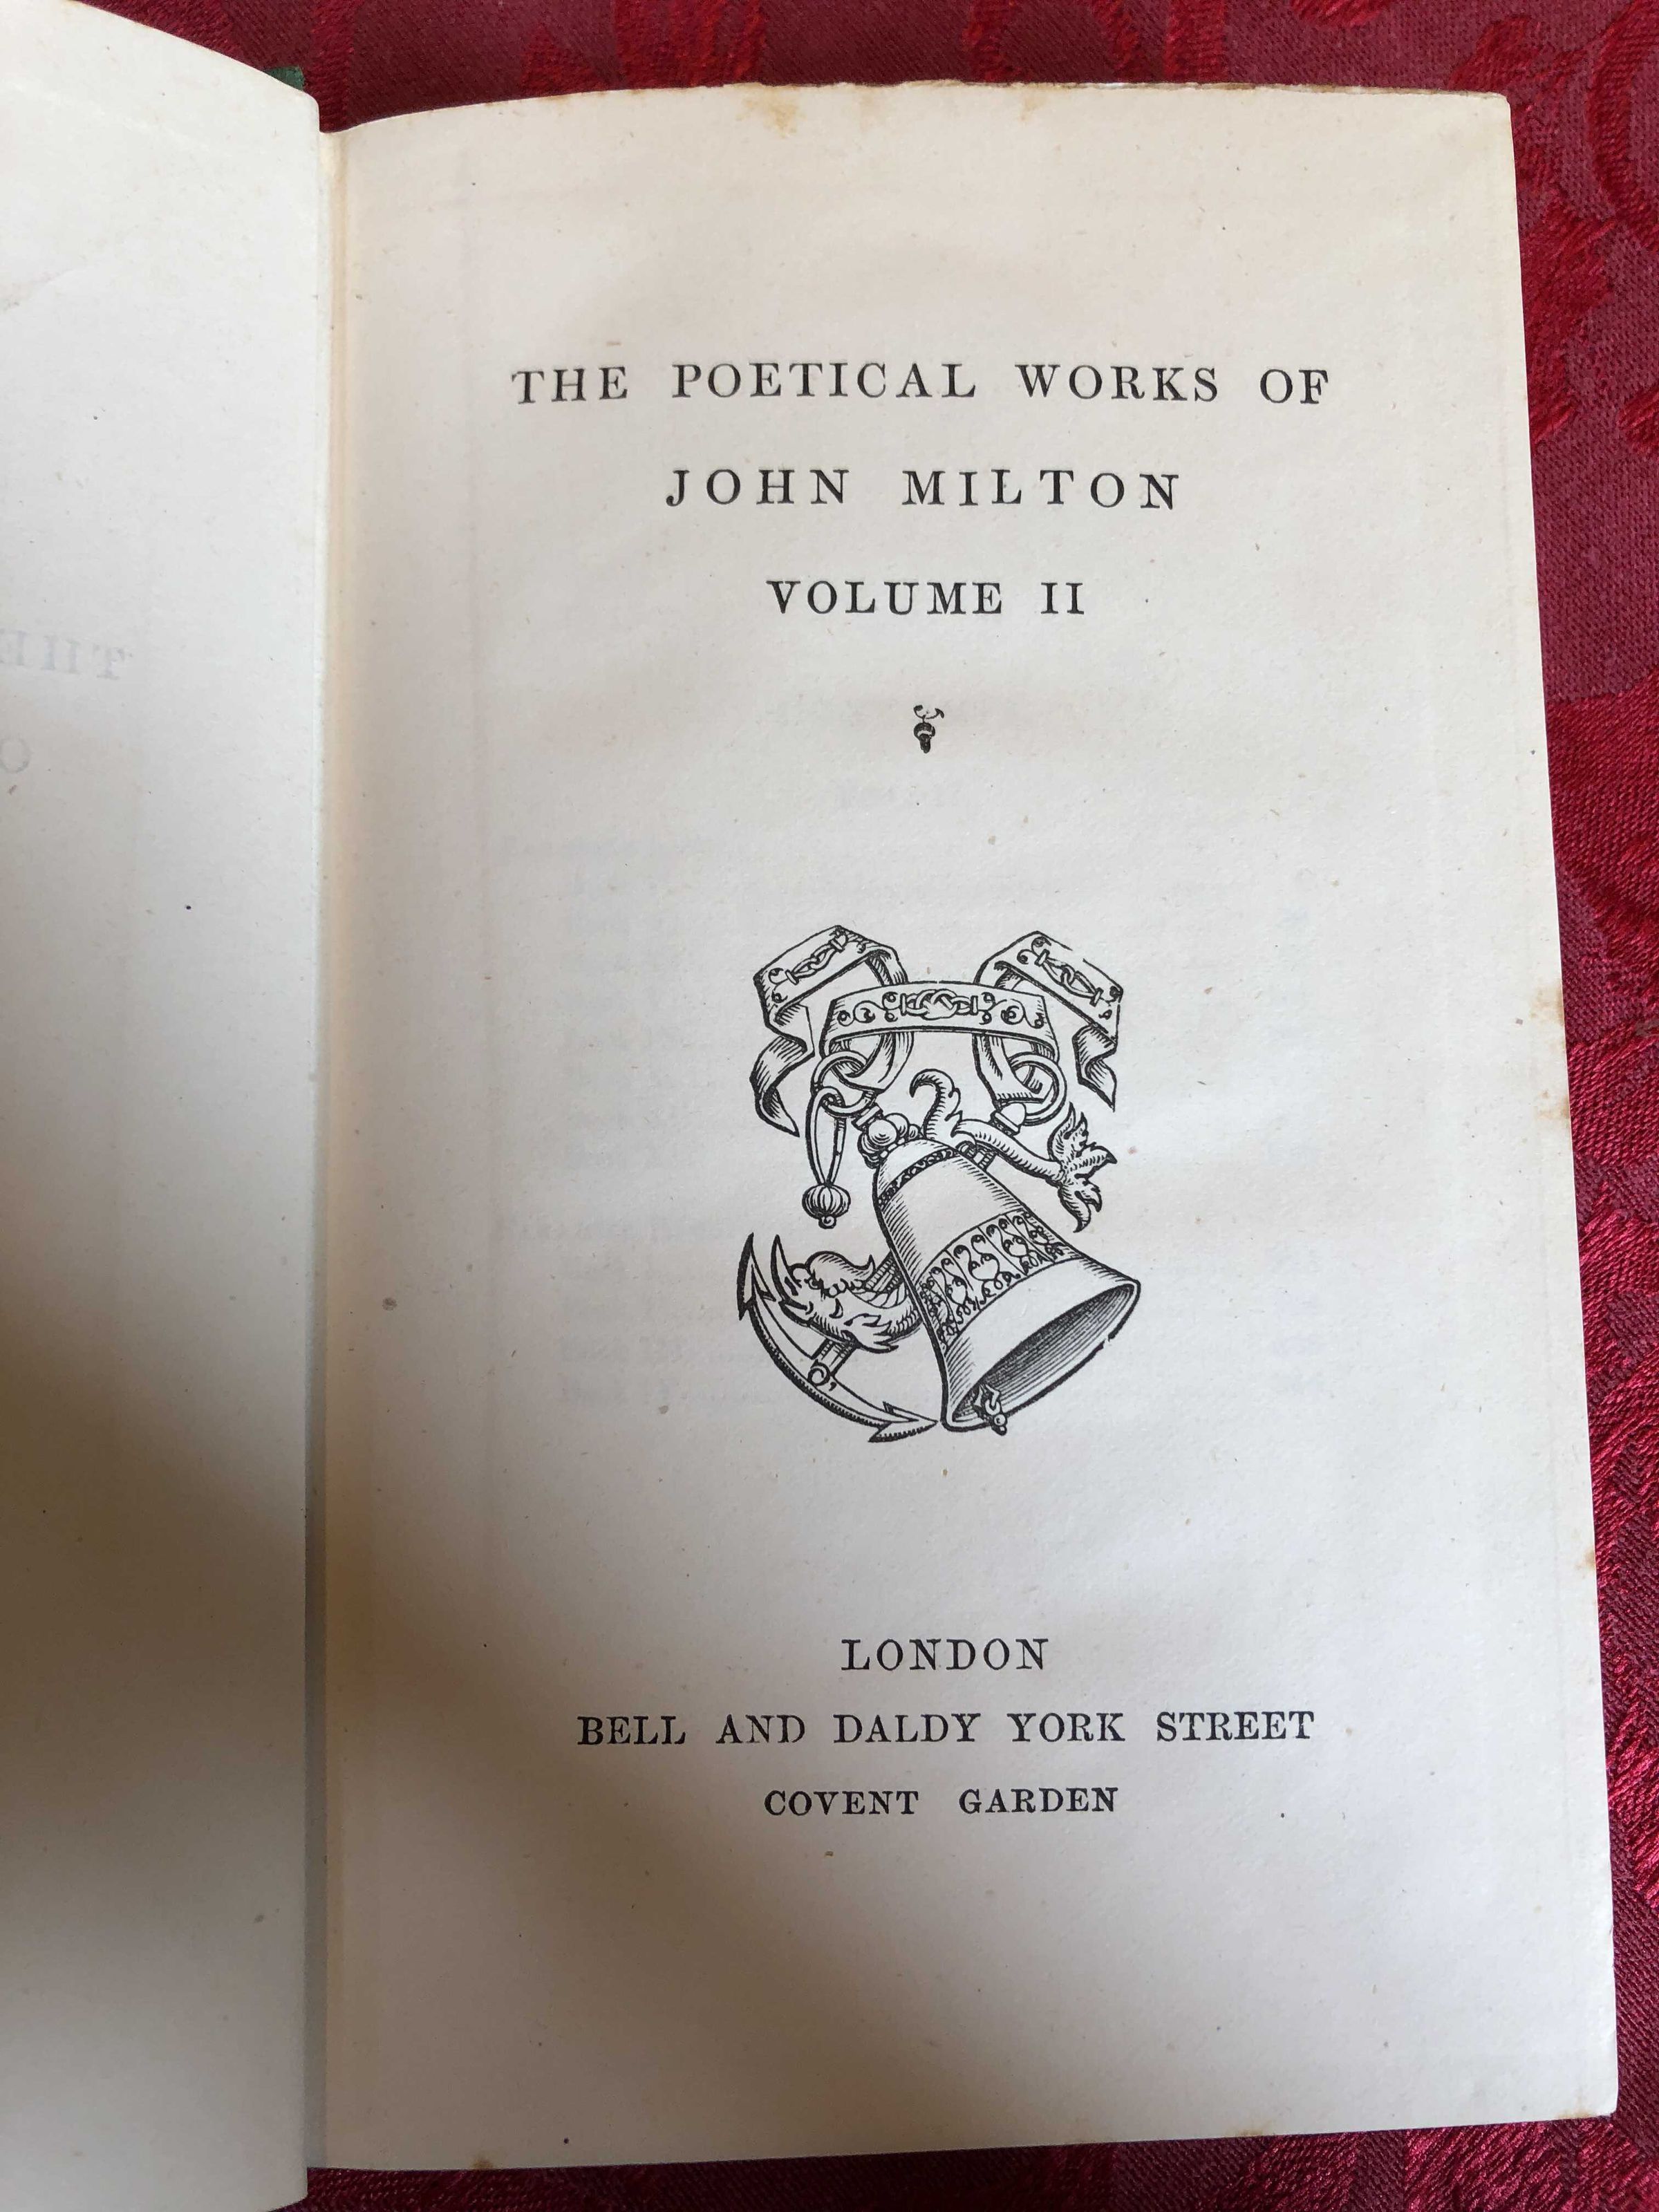 THE POETICAL WORKS OF
JOHN MILTON
VOLUME II
LONDON
BELL AND DALDY YORK STREET
COVENT GARDEN